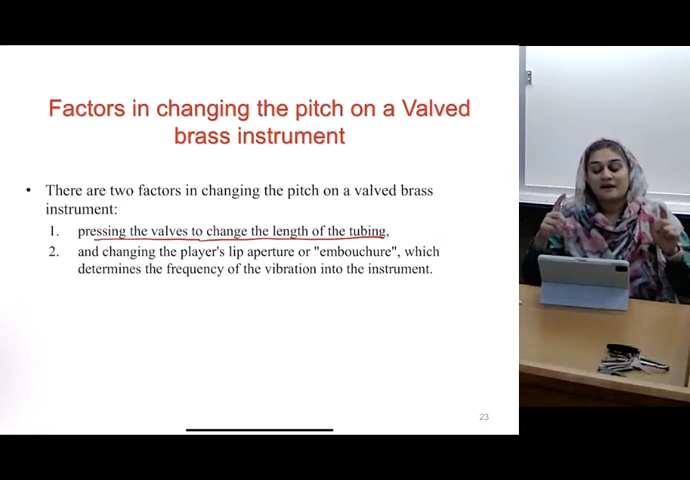 Factors in changing the pitch on a Valved
brass instrument
• There are two factors in changing the pitch on a valved brass
instrument:
1. pressing the valves to change the length of the tubing,
2. and changing the player's lip aperture or "embouchure", which
determines the frequency of the vibration into the instrument.
23